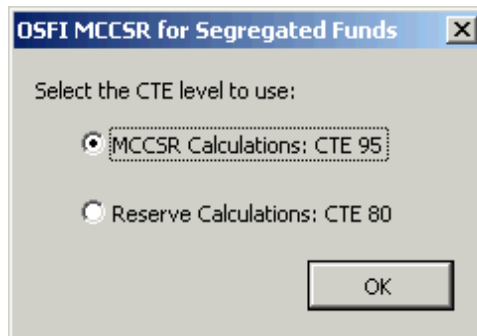 OSFI MCCSR for Segregated Funds
Select the CTE level to use:
MCCSR Calculations: CTE 95
Reserve Calculations: CTE 80
OK